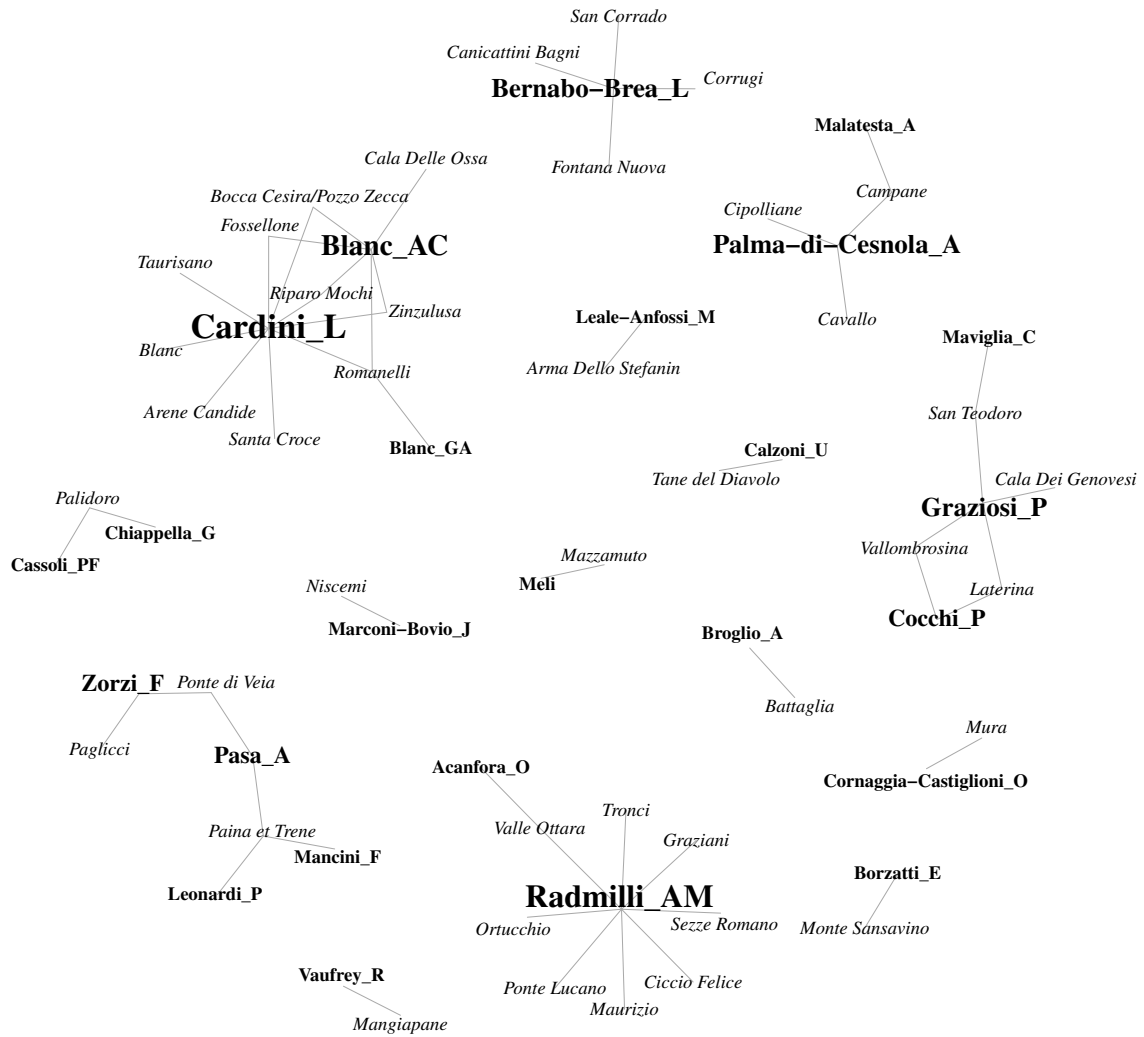 San Corrado
Canicattini Bagni
Corrugi
Bernabo−Brea_L
Malatesta_A
Cala Delle Ossa
Fontana Nuova
Bocca Cesira/Pozzo Zecca
Campane
Cipolliane
Fossellone
Blanc_AC
Palma−di−Cesnola_A
Taurisano
Riparo Mochi
Zinzulusa
Cardini_L
Leale−Anfossi_M
Cavallo
Maviglia_C
Blanc
Romanelli
Arma Dello Stefanin
Arene Candide
San Teodoro
Santa Croce
Blanc_GA
Calzoni_U
Tane del Diavolo
Cala Dei Genovesi
Palidoro
Graziosi_P
Chiappella_G
Vallombrosina
Cassoli_PF
Mazzamuto
Meli
Niscemi
Laterina
Cocchi_P
Marconi−Bovio_J
Broglio_A
Zorzi_F
Ponte di Veia
Battaglia
Mura
Paglicci
Pasa_A
Acanfora_O
Cornaggia−Castiglioni_O
Tronci
Valle Ottara
Paina et Trene
Graziani
Mancini_F
Borzatti_E
Leonardi_P
Radmilli_AM
Sezze Romano
Ortucchio
Monte Sansavino
Vaufrey_R
Ciccio Felice
Ponte Lucano
Maurizio
Mangiapane